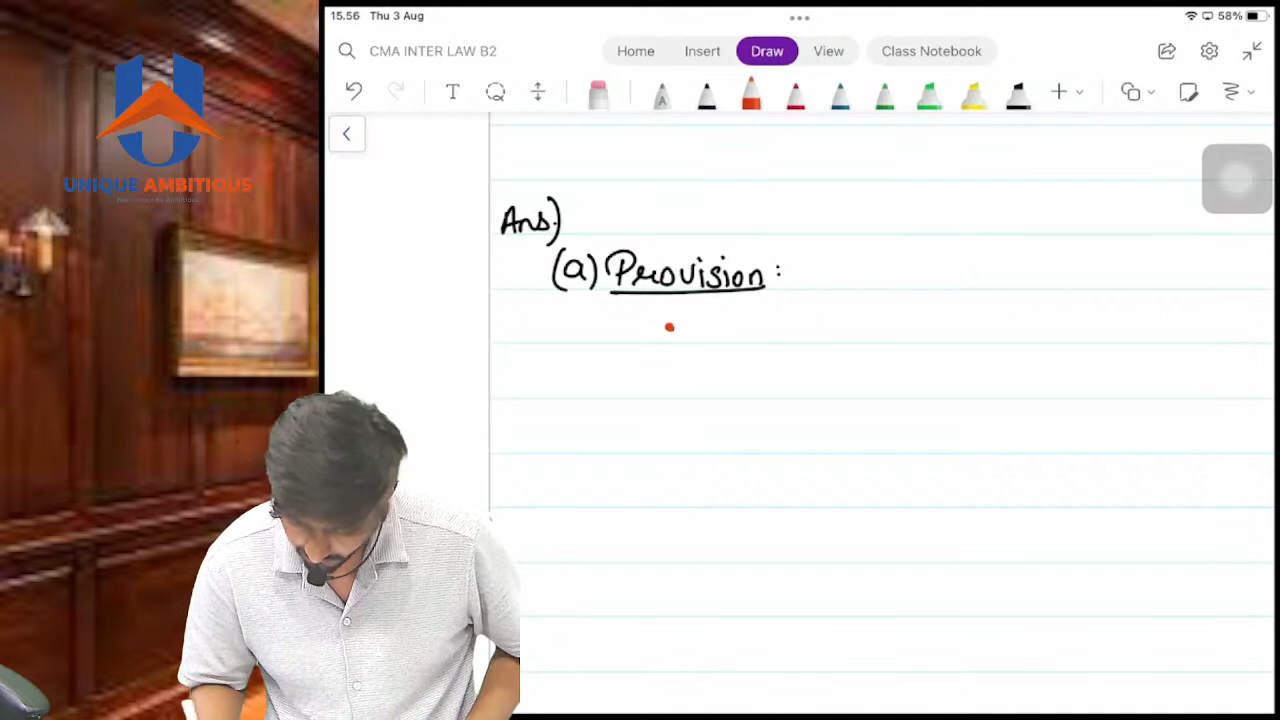 15.56 Thu 3 Aug
58%
CMA INTER LAW B2
Home Insert Draw View Class Notebook
T
A
UNIQUE AMBITIOUS
Ans.)
(a) Provision :